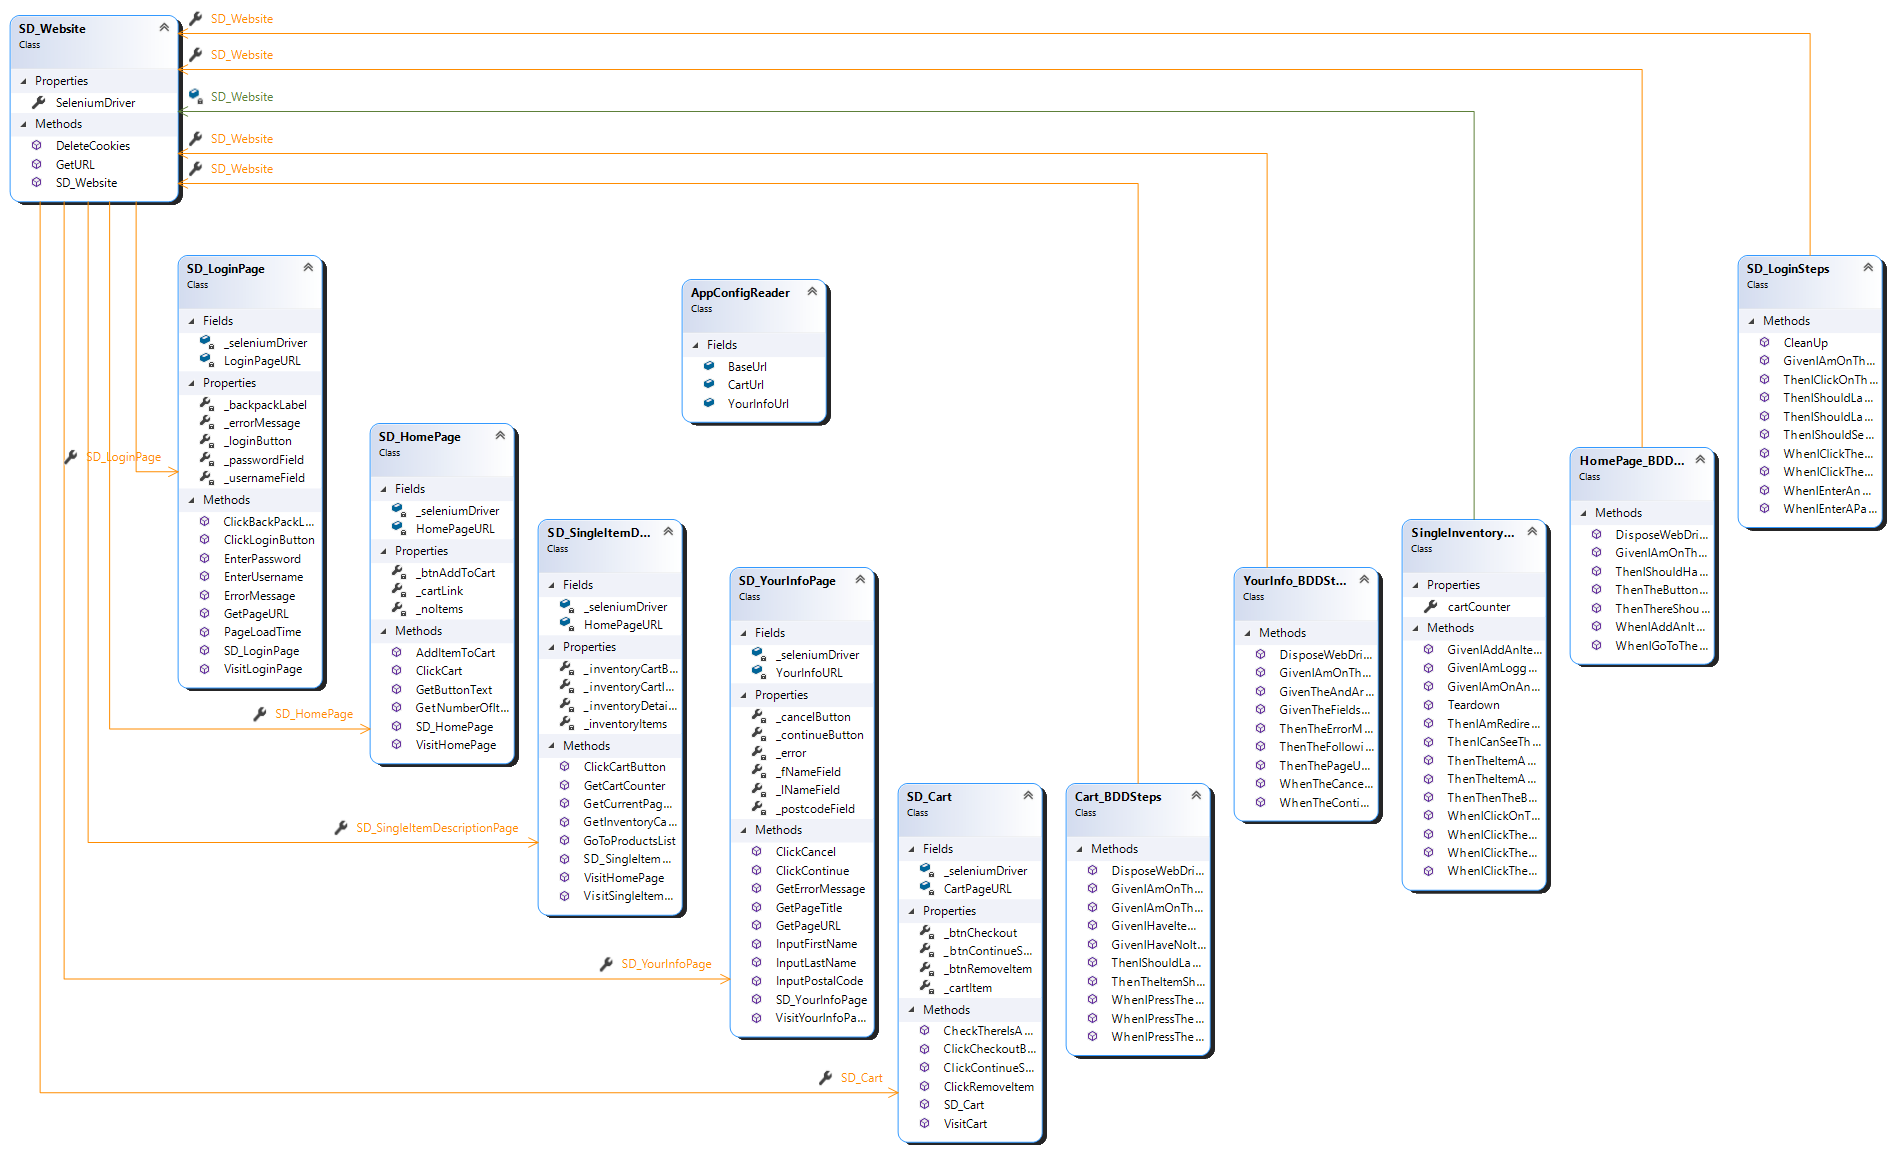 SD_Website
Class
Properties
SeleniumDriver
Methods
DeleteCookies
GetURL
SD_Website
SD_Website
SD_Website
SD_Website
SD_Website
SD_Website
SD_LoginPage
SD_HomePage
SD_SingleItemDescriptionPage
SD_YourInfoPage
SD_Cart
SD_LoginPage
Class
Fields
_seleniumDriver
LoginPageURL
Properties
_backpackLabel
_errorMessage
_loginButton
_passwordField
_usernameField
Methods
ClickBackPackL...
ClickLoginButton
EnterPassword
EnterUsername
ErrorMessage
GetPageURL
PageLoadTime
SD_LoginPage
VisitLoginPage
SD_HomePage
Class
Fields
_seleniumDriver
HomePageURL
Properties
_btnAddToCart
_cartLink
_noItems
Methods
AddItemToCart
ClickCart
GetButtonText
GetNumberOfIt...
SD_HomePage
VisitHomePage
SD_SingleItemD...
Class
Fields
_seleniumDriver
HomePageURL
Properties
_inventoryCartB...
_inventoryCartI...
_inventoryDetai...
_inventoryItems
Methods
ClickCartButton
GetCartCounter
GetCurrentPag...
GetInventoryCa...
GoToProductsList
SD_SingleItem...
VisitHomePage
VisitSingleItem...
AppConfigReader
Class
Fields
BaseUrl
CartUrl
YourInfoUrl
SD_YourInfoPage
Class
Fields
_seleniumDriver
YourInfoURL
Properties
_cancelButton
_continueButton
_error
_fNameField
_lNameField
_postcodeField
Methods
ClickCancel
ClickContinue
GetErrorMessage
GetPageTitle
GetPageURL
InputFirstName
InputLastName
InputPostalCode
SD_YourInfoPage
VisitYourInfoPa...
SD_Cart
Class
Fields
_seleniumDriver
CartPageURL
Properties
_btnCheckout
_btnContinueS...
_btnRemoveItem
_cartItem
Methods
CheckThereIsA...
ClickCheckoutB...
ClickContinueS...
ClickRemoveItem
SD_Cart
VisitCart
Cart_BDDSteps
Class
Methods
DisposeWebDri...
GivenIAmOnTh...
GivenIAmOnTh...
GivenIHaveIte...
GivenIHaveNoIt...
ThenIShouldLa...
ThenTheItemSh...
WhenIPressThe...
WhenIPressThe...
WhenIPressThe...
YourInfo_BDDSt...
Class
Methods
DisposeWebDri...
GivenIAmOnTh...
GivenTheAndAr...
GivenTheFields...
ThenTheErrorM...
ThenTheFollowi...
ThenThePageU...
WhenTheCance...
WhenTheConti...
SingleInventory...
Class
Properties
cartCounter
Methods
GivenIAddAnIte...
GivenIAmLogg...
GivenIAmOnAn...
Teardown
ThenIAmRedire...
ThenICanSeeTh...
ThenTheItemA...
ThenTheItemA...
ThenThenTheB...
WhenIClickOnT...
WhenIClickThe...
WhenIClickThe...
WhenIClickThe...
HomePage_BDD...
Class
Methods
DisposeWebDri...
GivenIAmOnTh...
ThenIShouldHa...
ThenTheButton...
ThenThereShou...
WhenIAddAnIt...
WhenIGoToThe...
SD_LoginSteps
Class
Methods
CleanUp
GivenIAmOnTh...
ThenIClickOnTh...
ThenIShouldLa...
ThenIShouldLa...
ThenIShouldSe...
WhenIClickThe...
WhenIClickThe...
WhenIEnterAn...
WhenIEnterAPa...